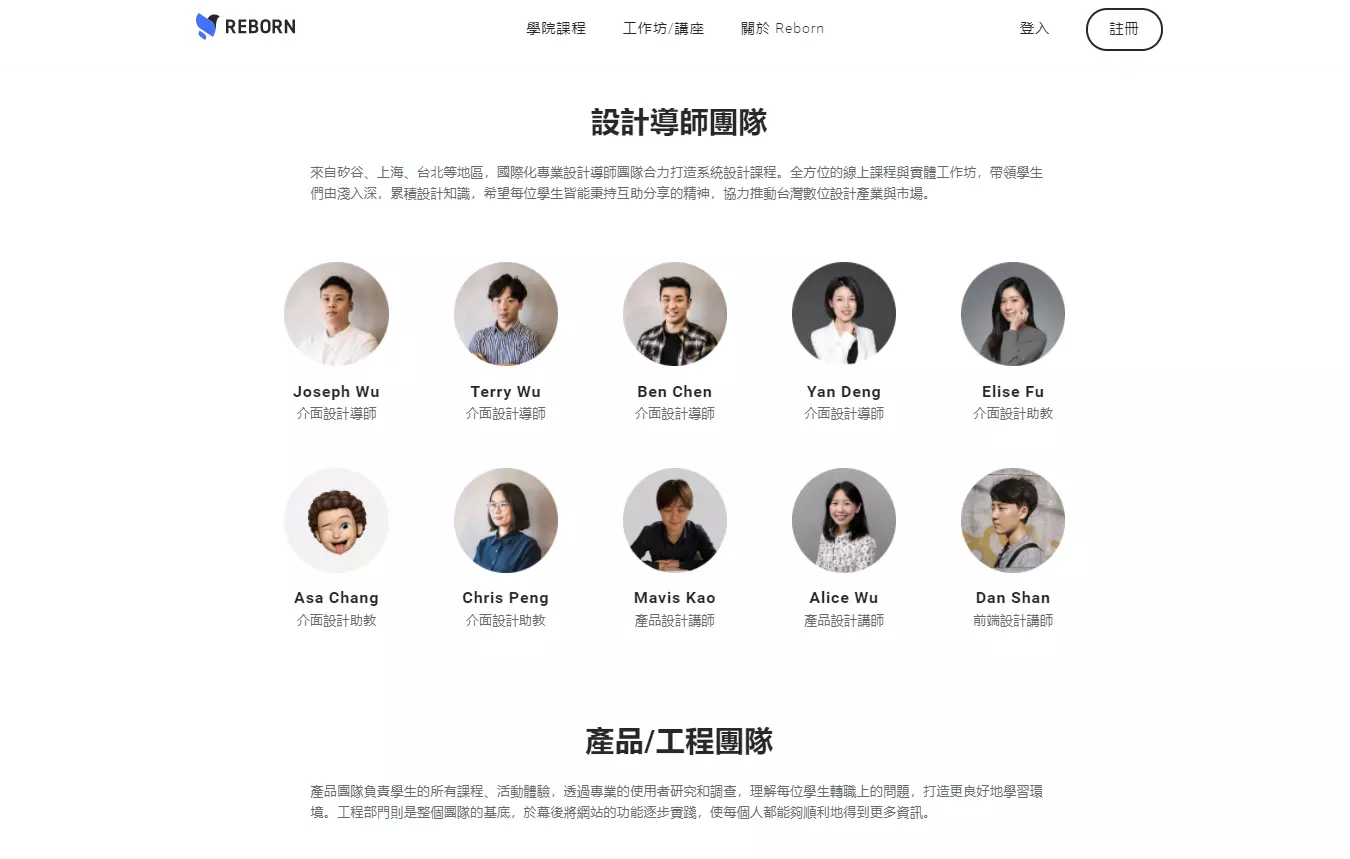 REBORN
學院課程
工作坊/講座
關於 Reborn
登入
註冊
設計導師團隊
來自矽谷、上海、台北等地區，國際化專業設計導師團隊合力打造系統設計課程。全方位的線上課程與實體工作坊，帶領學生
們由淺入深，累積設計知識，希望每位學生皆能秉持互助分享的精神，協力推動台灣數位設計產業與市場。
Joseph Wu
介面設計導師
Terry Wu
介面設計導師
Ben Chen
介面設計導師
Yan Deng
介面設計導師
Elise Fu
介面設計助教
Asa Chang
介面設計助教
Chris Peng
介面設計助教
Mavis Kao
產品設計講師
Alice Wu
產品設計講師
Dan Shan
前端設計講師
產品/工程團隊
產品團隊負責學生的所有課程、活動體驗，透過專業的使用者研究和調查，理解每位學生轉職上的問題，打造更良好地學習環
境。工程部門則是整個團隊的基底，於幕後將網站的功能逐步實踐，使每個人都能夠順利地得到更多資訊。